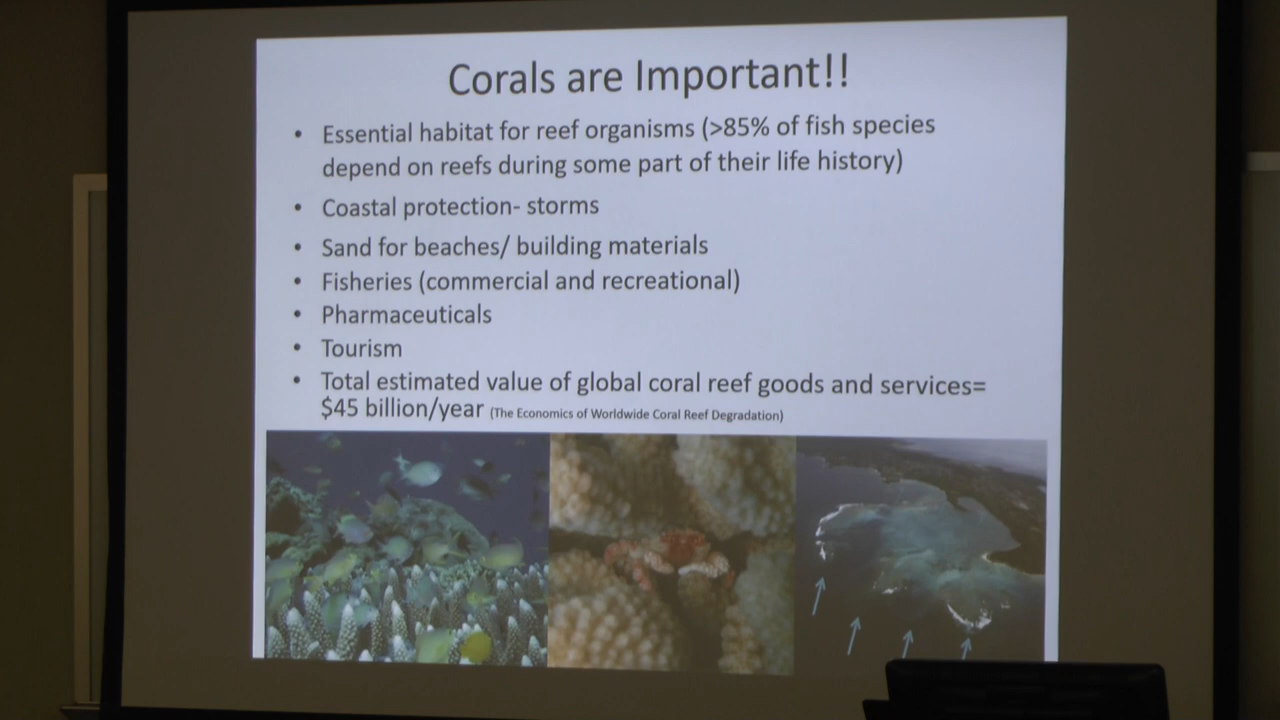 Corals are Important!!
• Essential habitat for reef organisms (>85% of fish species
depend on reefs during some part of their life history)
• Coastal protection- storms
• Sand for beaches/ building materials
• Fisheries (commercial and recreational)
• Pharmaceuticals
• Tourism
• Total estimated value of global coral reef goods and services=
$45 billion/year (The Economics of Worldwide Coral Reef Degradation)